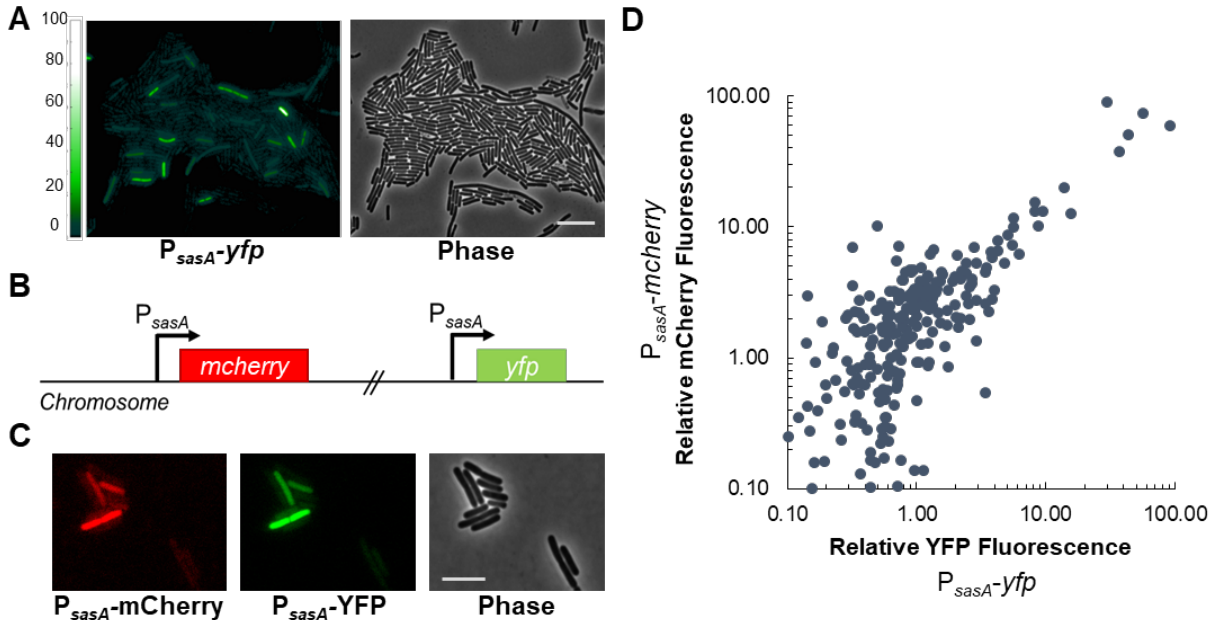 A
100
80
60
40
20
0
PsasA-yfp
Phase
B
PsasA
mcherry
PsasA
yfp
Chromosome
C
PsasA-mCherry
PsasA-YFP
Phase
D
PsasA-mcherry
Relative mCherry Fluorescence
100.00
10.00
1.00
0.10
0.10 1.00 10.00 100.00
Relative YFP Fluorescence
PsasA-yfp